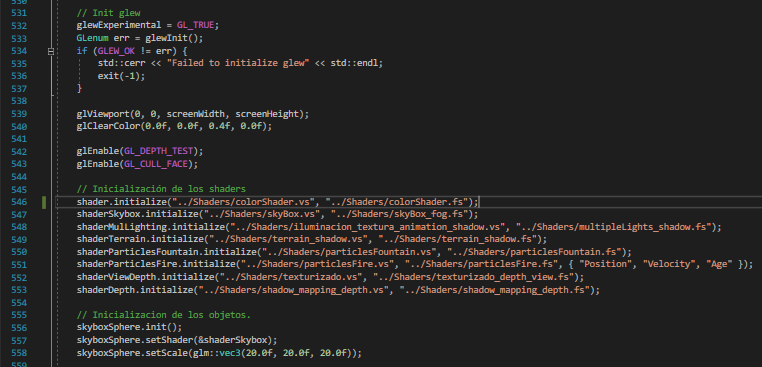 530
531 // Init glew
532 glewExperimental = GL_TRUE;
533 GLenum err = glewInit();
534 if (GLEW_OK != err) {
535 std::cerr << "Failed to initialize glew" << std::endl;
536 exit(-1);
537 }
538
539 glViewport(0, 0, screenWidth, screenHeight);
540 glClearColor(0.0f, 0.0f, 0.4f, 0.0f);
541
542 glEnable(GL_DEPTH_TEST);
543 glEnable(GL_CULL_FACE);
544
545 // Inicialización de los shaders
546 shader.initialize("../Shaders/colorShader.vs", "../Shaders/colorShader.fs");
547 shaderSkybox.initialize("../Shaders/skyBox.vs", "../Shaders/skyBox_fog.fs");
548 shaderMulLighting.initialize("../Shaders/iluminacion_textura_animation_shadow.vs", "../Shaders/multipleLights_shadow.fs");
549 shaderTerrain.initialize("../Shaders/terrain_shadow.vs", "../Shaders/terrain_shadow.fs");
550 shaderParticlesFountain.initialize("../Shaders/particlesFountain.vs", "../Shaders/particlesFountain.fs");
551 shaderParticlesFire.initialize("../Shaders/particlesFire.vs", "../Shaders/particlesFire.fs", { "Position", "Velocity", "Age" });
552 shaderViewDepth.initialize("../Shaders/texturizado.vs", "../Shaders/texturizado_depth_view.fs");
553 shaderDepth.initialize("../Shaders/shadow_mapping_depth.vs", "../Shaders/shadow_mapping_depth.fs");
554
555 // Inicializacion de los objetos.
556 skyboxSphere.init();
557 skyboxSphere.setShader(&shaderSkybox);
558 skyboxSphere.setScale(glm::vec3(20.0f, 20.0f, 20.0f));
559